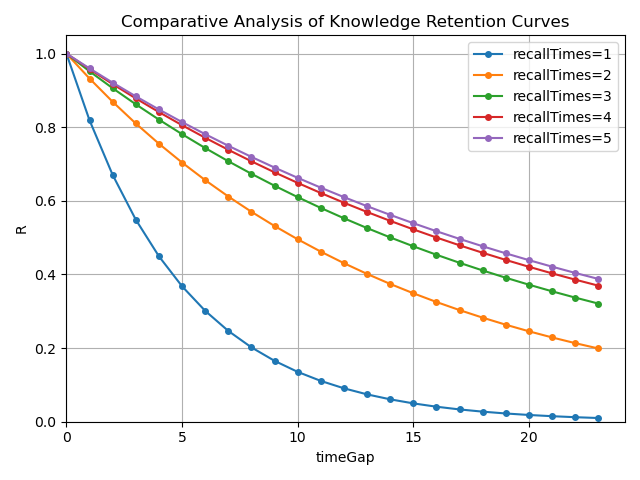 Comparative Analysis of Knowledge Retention Curves
recallTimes=1
recallTimes=2
recallTimes=3
recallTimes=4
recallTimes=5
R
1.0
0.8
0.6
0.4
0.2
0.0
0 5 10 15 20
timeGap